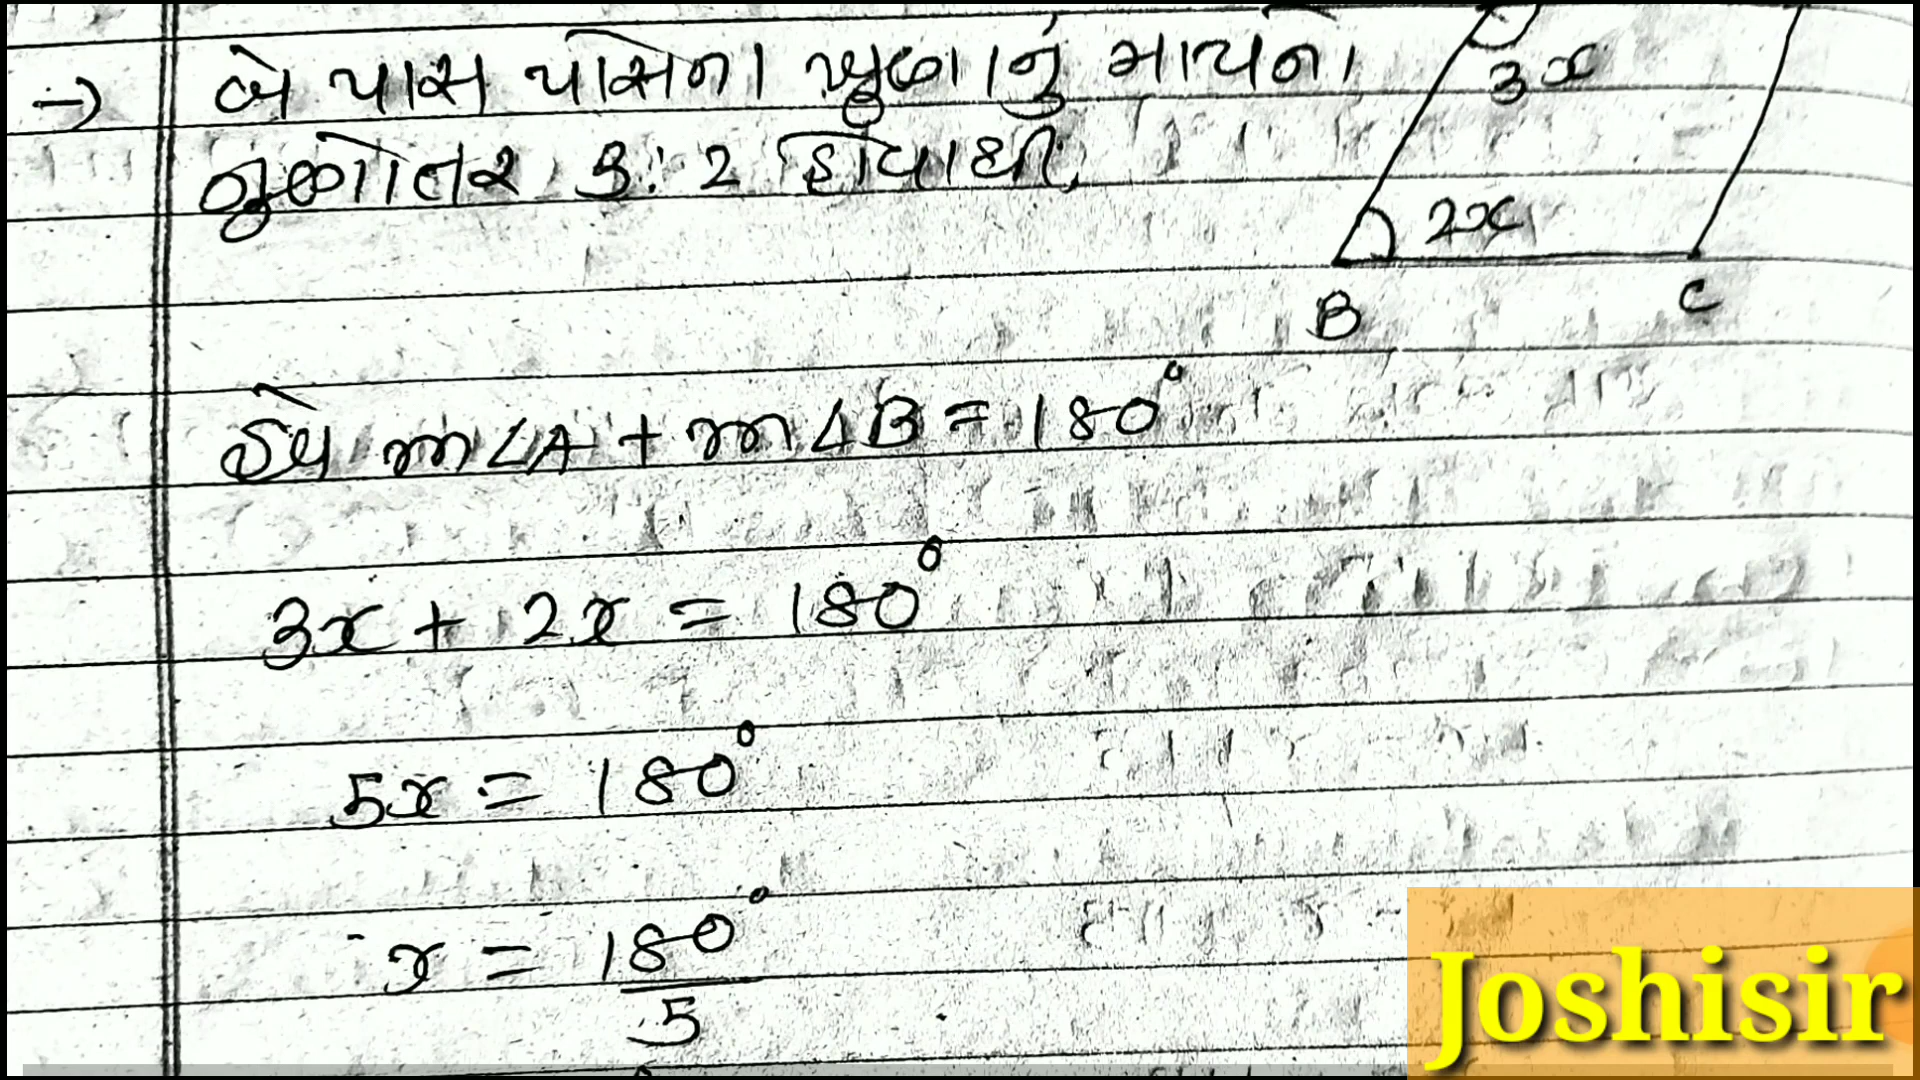 → બે પાસ પાસેના ખુણાનું માપનો
ગુણોતર 3:2 હોવાથી,
3x
2x
B
C
હવે m∠A + m∠B = 180°
3x + 2x = 180°
5x = 180°
x = 180°
5
Joshisir